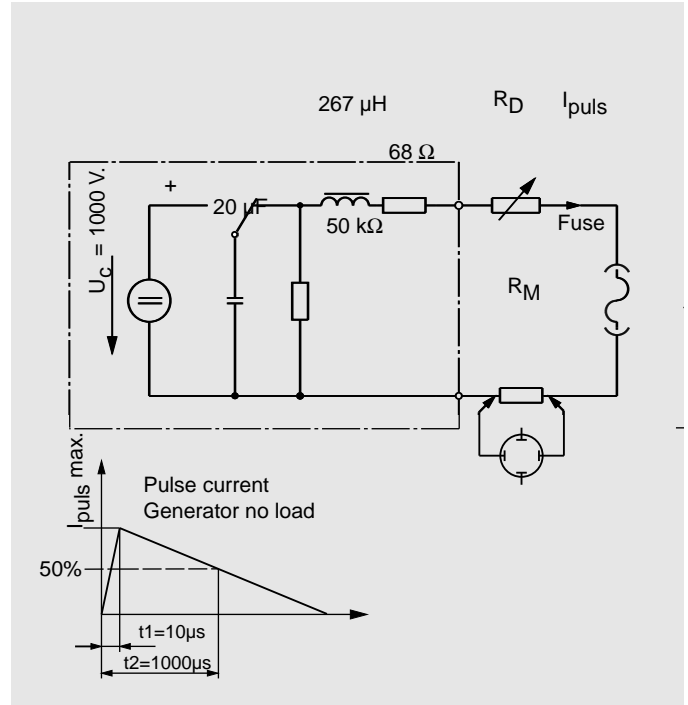 267 µH
R_D
I_puls
68 Ω
+
20 µF
50 kΩ
Fuse
U_c = 1000 V.
R_M
I_puls max.
Pulse current
Generator no load
50%
t1=10µs
t2=1000µs